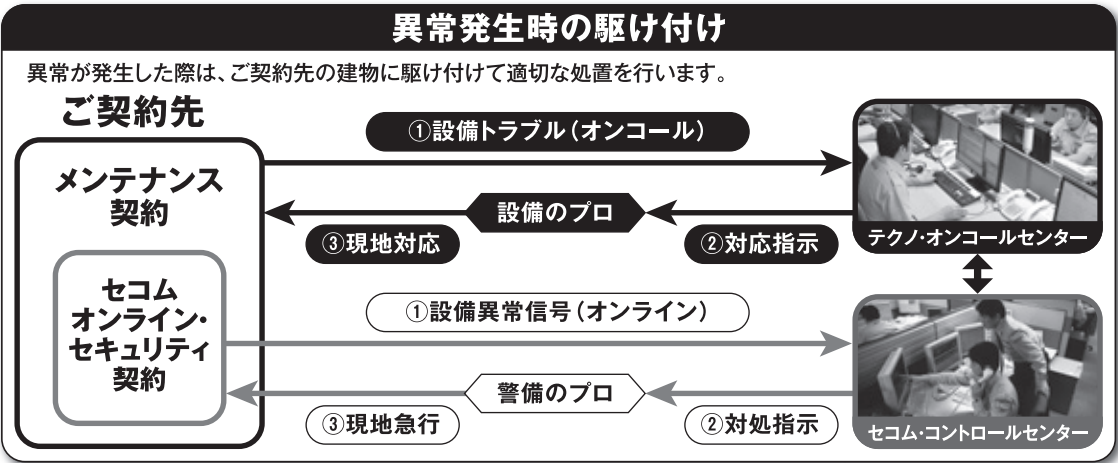 異常発生時の駆け付け
異常が発生した際は、ご契約先の建物に駆け付けて適切な処置を行います。
ご契約先
メンテナンス
契約
セコム
オンライン・
セキュリティ
契約
①設備トラブル（オンコール）
設備のプロ
③現地対応
②対応指示
テクノ・オンコールセンター
①設備異常信号（オンライン）
警備のプロ
③現地急行
②対処指示
セコム・コントロールセンター